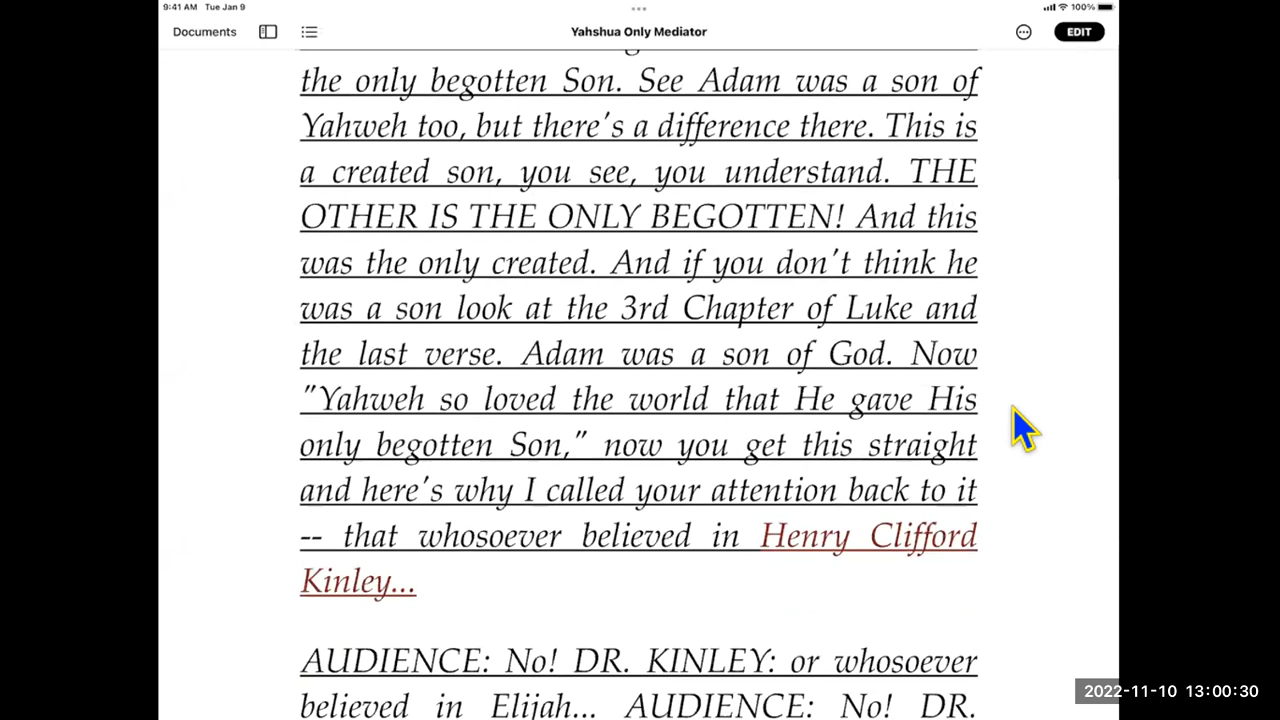 9:41 AM Tue Jan 9
100%
Documents
Yahshua Only Mediator
EDIT
the only begotten Son. See Adam was a son of
Yahweh too, but there's a difference there. This is
a created son, you see, you understand. THE
OTHER IS THE ONLY BEGOTTEN! And this
was the only created. And if you don't think he
was a son look at the 3rd Chapter of Luke and
the last verse. Adam was a son of God. Now
"Yahweh so loved the world that He gave His
only begotten Son," now you get this straight
and here's why I called your attention back to it
-- that whosoever believed in Henry Clifford
Kinley...
AUDIENCE: No! DR. KINLEY: or whosoever
believed in Elijah... AUDIENCE: No! DR.
2022-11-10 13:00:30